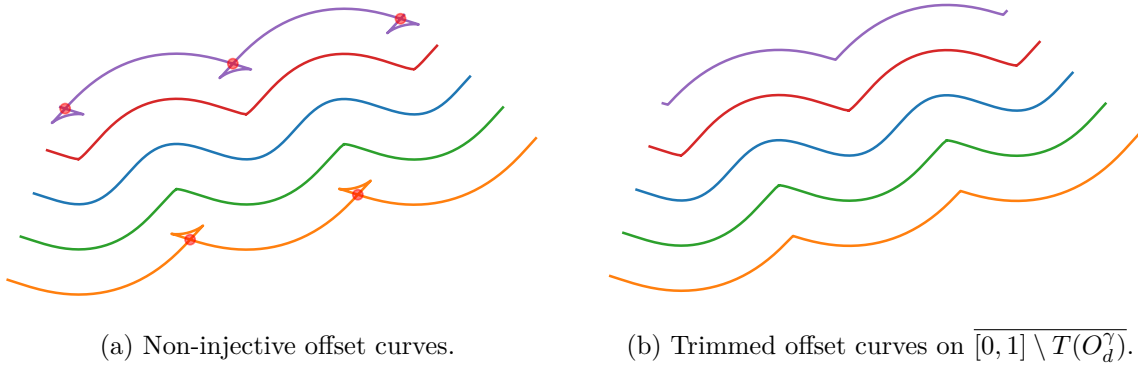 (a) Non-injective offset curves.
(b) Trimmed offset curves on $\overline{[0, 1] \setminus T(O_d^\gamma)}$.